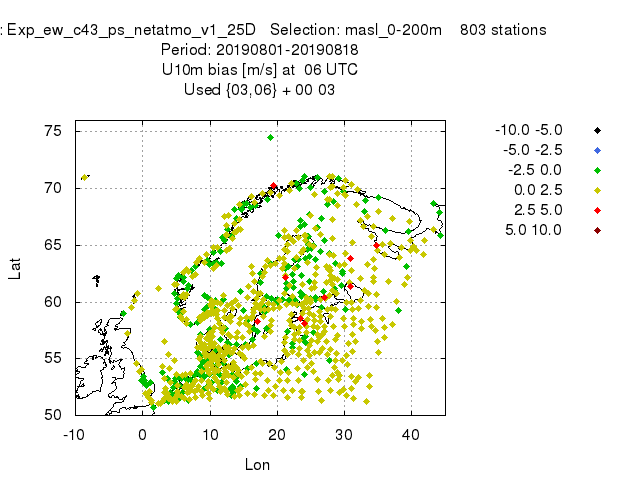 : Exp_ew_c43_ps_netatmo_v1_25D Selection: masl_0-200m 803 stations
Period: 20190801-20190818
U10m bias [m/s] at 06 UTC
Used {03,06} + 00 03
75
70
65
60
55
50
Lat
-10 0 10 20 30 40
Lon
-10.0 -5.0
-5.0 -2.5
-2.5 0.0
0.0 2.5
2.5 5.0
5.0 10.0